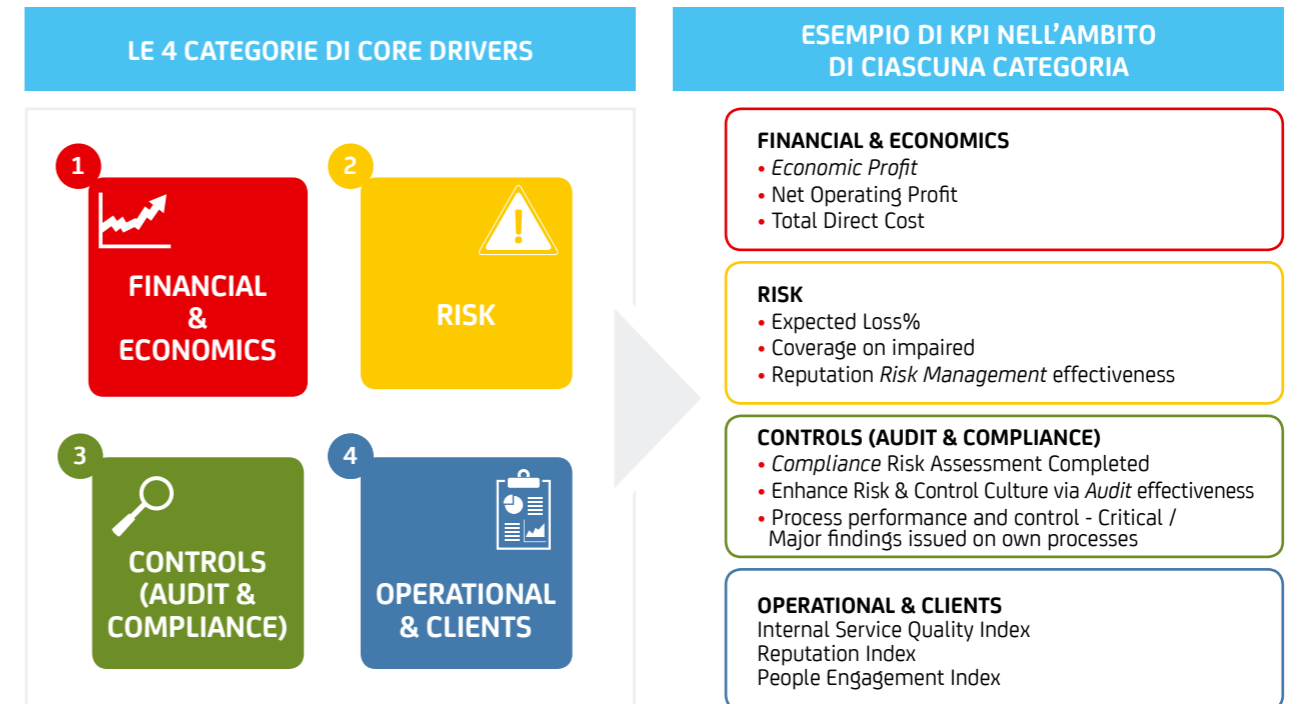 LE 4 CATEGORIE DI CORE DRIVERS
1
FINANCIAL
&
ECONOMICS
2
!
RISK
3
CONTROLS
(AUDIT &
COMPLIANCE)
4
OPERATIONAL
& CLIENTS
ESEMPIO DI KPI NELL’AMBITO
DI CIASCUNA CATEGORIA
FINANCIAL & ECONOMICS
• Economic Profit
• Net Operating Profit
• Total Direct Cost
RISK
• Expected Loss%
• Coverage on impaired
• Reputation Risk Management effectiveness
CONTROLS (AUDIT & COMPLIANCE)
• Compliance Risk Assessment Completed
• Enhance Risk & Control Culture via Audit effectiveness
• Process performance and control - Critical /
Major findings issued on own processes
OPERATIONAL & CLIENTS
Internal Service Quality Index
Reputation Index
People Engagement Index